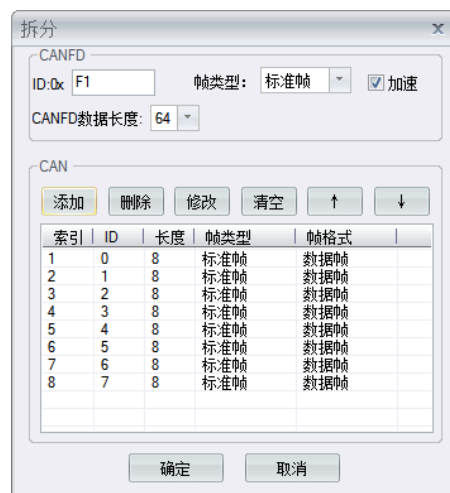 拆分
CANFD
ID:0x F1 帧类型: 标准帧 加速
CANFD数据长度: 64
CAN
添加 删除 修改 清空 ↑ ↓
索引 ID 长度 帧类型 帧格式
1 0 8 标准帧 数据帧
2 1 8 标准帧 数据帧
3 2 8 标准帧 数据帧
4 3 8 标准帧 数据帧
5 4 8 标准帧 数据帧
6 5 8 标准帧 数据帧
7 6 8 标准帧 数据帧
8 7 8 标准帧 数据帧
确定 取消